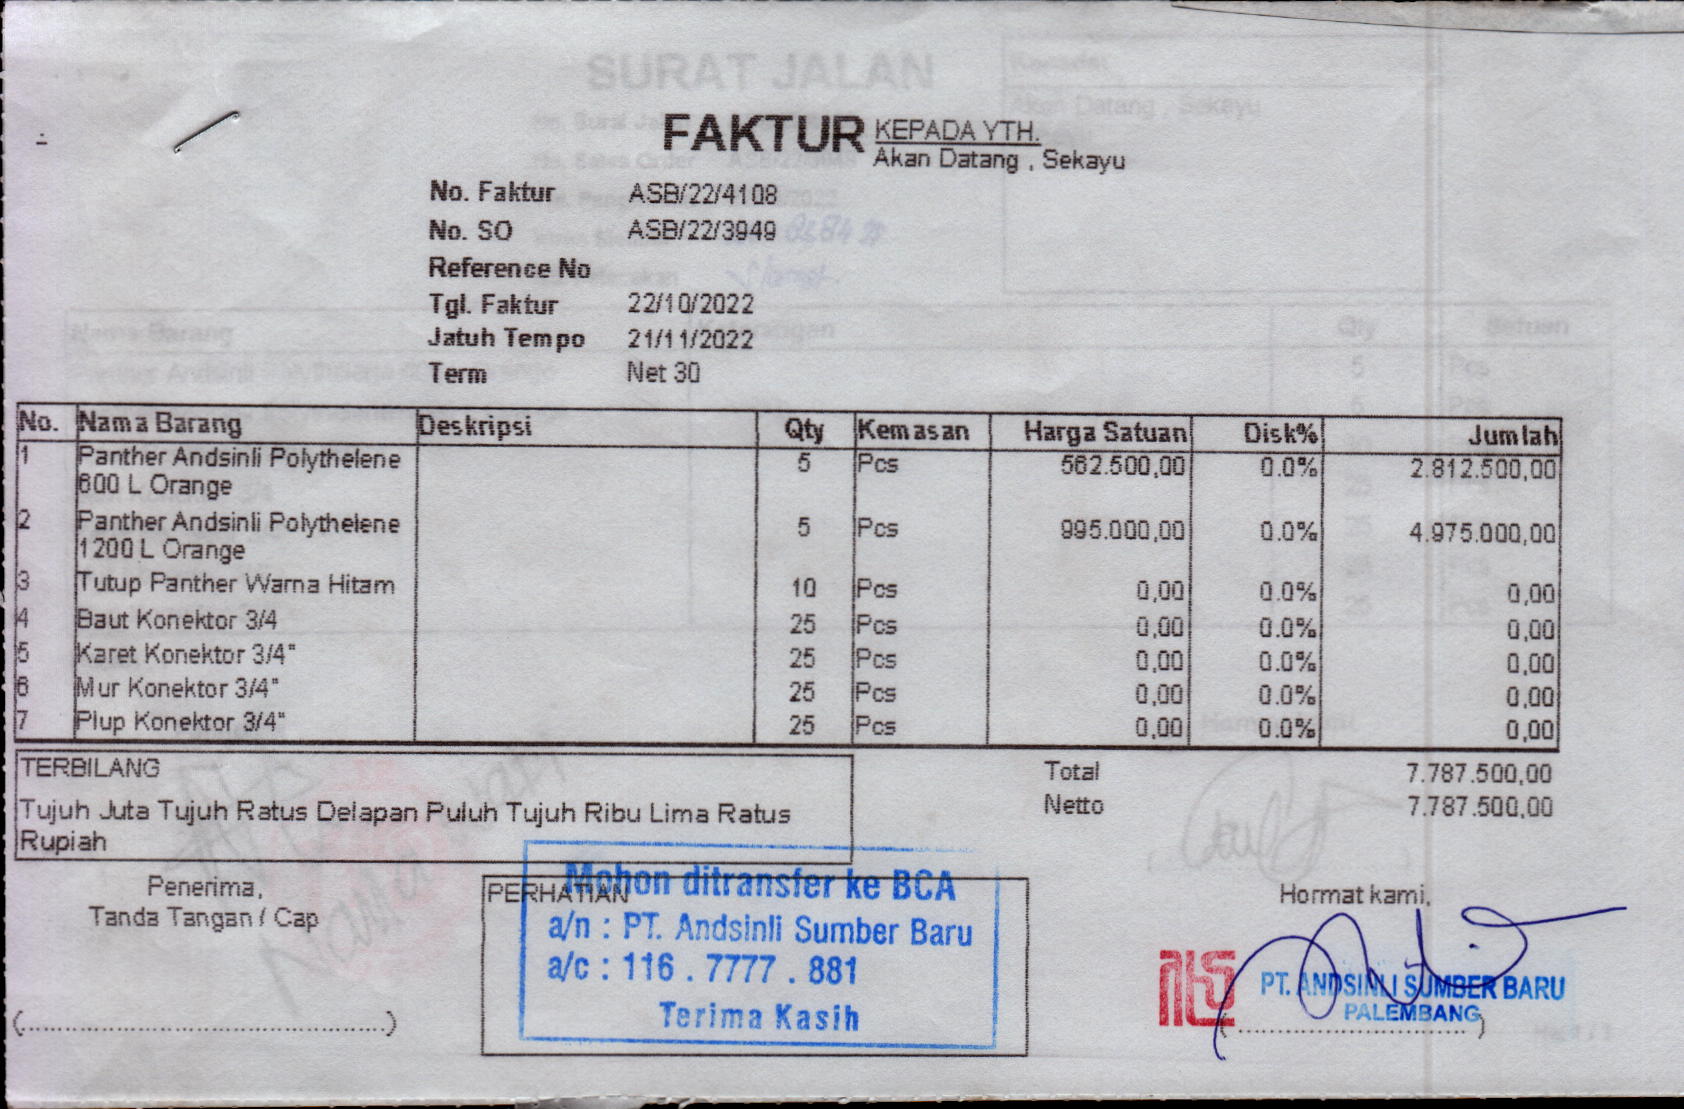 FAKTUR
KEPADA YTH.
Akan Datang , Sekayu
No. Faktur ASB/22/4108
No. SO ASB/22/3949
Reference No
Tgl. Faktur 22/10/2022
Jatuh Tempo 21/11/2022
Term Net 30
No. Nama Barang Deskripsi Qty Kemasan Harga Satuan Disk% Jumlah
1 Panther Andsinli Polythelene 5 Pcs 562.500,00 0.0% 2.812.500,00
600 L Orange
2 Panther Andsinli Polythelene 5 Pcs 995.000,00 0.0% 4.975.000,00
1200 L Orange
3 Tutup Panther Warna Hitam 10 Pcs 0,00 0.0% 0,00
4 Baut Konektor 3/4 25 Pcs 0,00 0.0% 0,00
5 Karet Konektor 3/4" 25 Pcs 0,00 0.0% 0,00
6 Mur Konektor 3/4" 25 Pcs 0,00 0.0% 0,00
7 Plup Konektor 3/4" 25 Pcs 0,00 0.0% 0,00
TERBILANG
Tujuh Juta Tujuh Ratus Delapan Puluh Tujuh Ribu Lima Ratus
Rupiah
Total 7.787.500,00
Netto 7.787.500,00
Penerima,
Tanda Tangan / Cap
(..........................................)
PERHATIAN
Mohon ditransfer ke BCA
a/n : PT. Andsinli Sumber Baru
a/c : 116 . 7777 . 881
Terima Kasih
Hormat kami,
PT. ANDSINLI SUMBER BARU
PALEMBANG
(..............................)
SURAT JALAN
Akan Datang , Sekayu
Nama Barang Qty Satuan